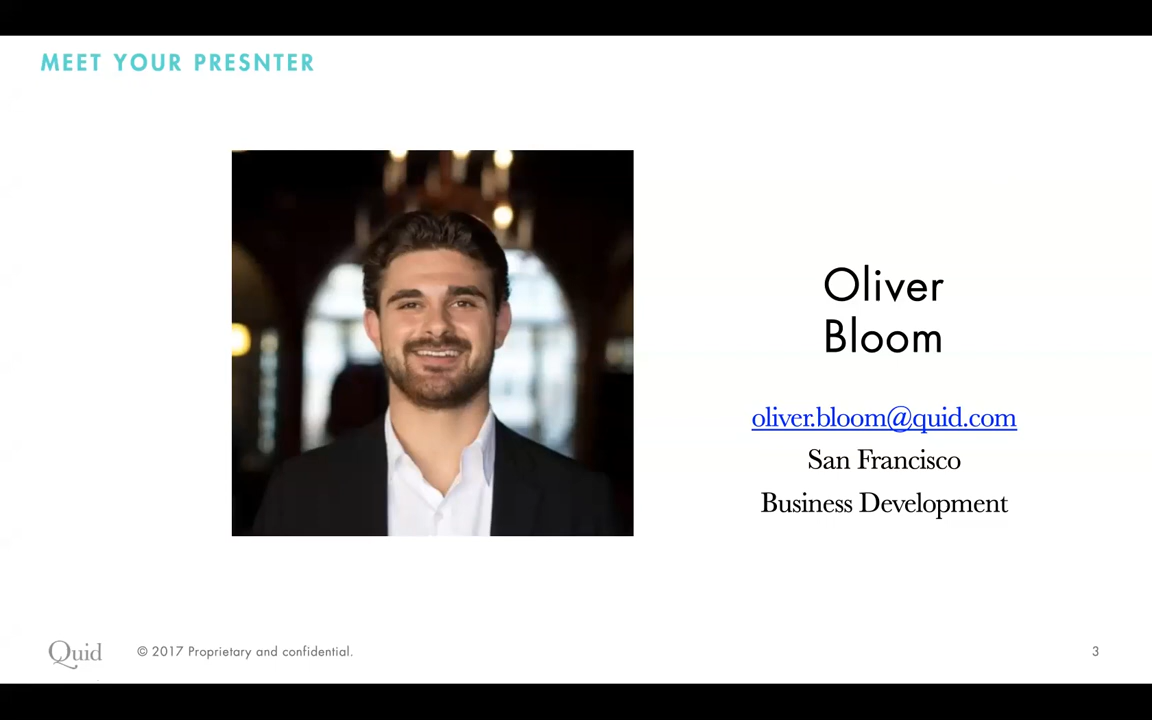 MEET YOUR PRESNTER
Oliver
Bloom
oliver.bloom@quid.com
San Francisco
Business Development
Quid
© 2017 Proprietary and confidential.
3